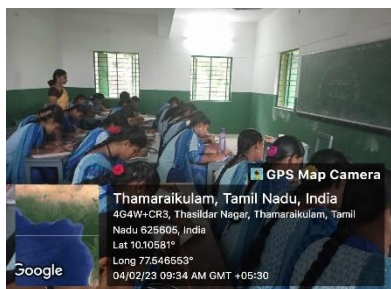 GPS Map Camera
Thamaraikulam, Tamil Nadu, India
4G4W+CR3, Thasildar Nagar, Thamaraikulam, Tamil
Nadu 625605, India
Lat 10.10581°
Long 77.546553°
04/02/23 09:34 AM GMT +05:30
Google